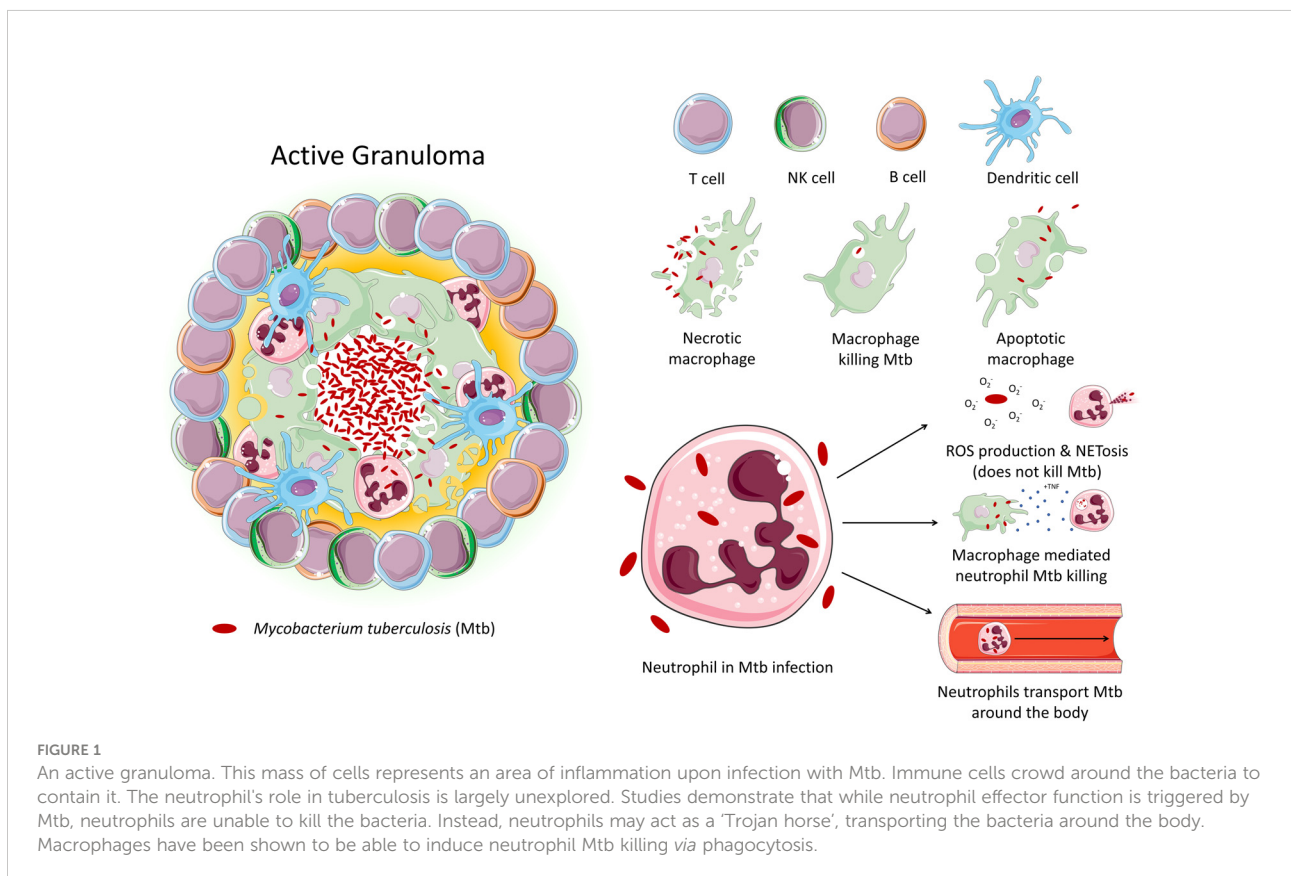 Active Granuloma
Mycobacterium tuberculosis (Mtb)
T cell
NK cell
B cell
Dendritic cell
Necrotic
macrophage
Macrophage
killing Mtb
Apoptotic
macrophage
O₂⁻
O₂⁻
O₂⁻
O₂⁻
O₂⁻
O₂⁻
ROS production & NETosis
(does not kill Mtb)
+TNF
Macrophage mediated
neutrophil Mtb killing
Neutrophil in Mtb infection
Neutrophils transport Mtb
around the body
FIGURE 1
An active granuloma. This mass of cells represents an area of inflammation upon infection with Mtb. Immune cells crowd around the bacteria to
contain it. The neutrophil's role in tuberculosis is largely unexplored. Studies demonstrate that while neutrophil effector function is triggered by
Mtb, neutrophils are unable to kill the bacteria. Instead, neutrophils may act as a 'Trojan horse', transporting the bacteria around the body.
Macrophages have been shown to be able to induce neutrophil Mtb killing via phagocytosis.